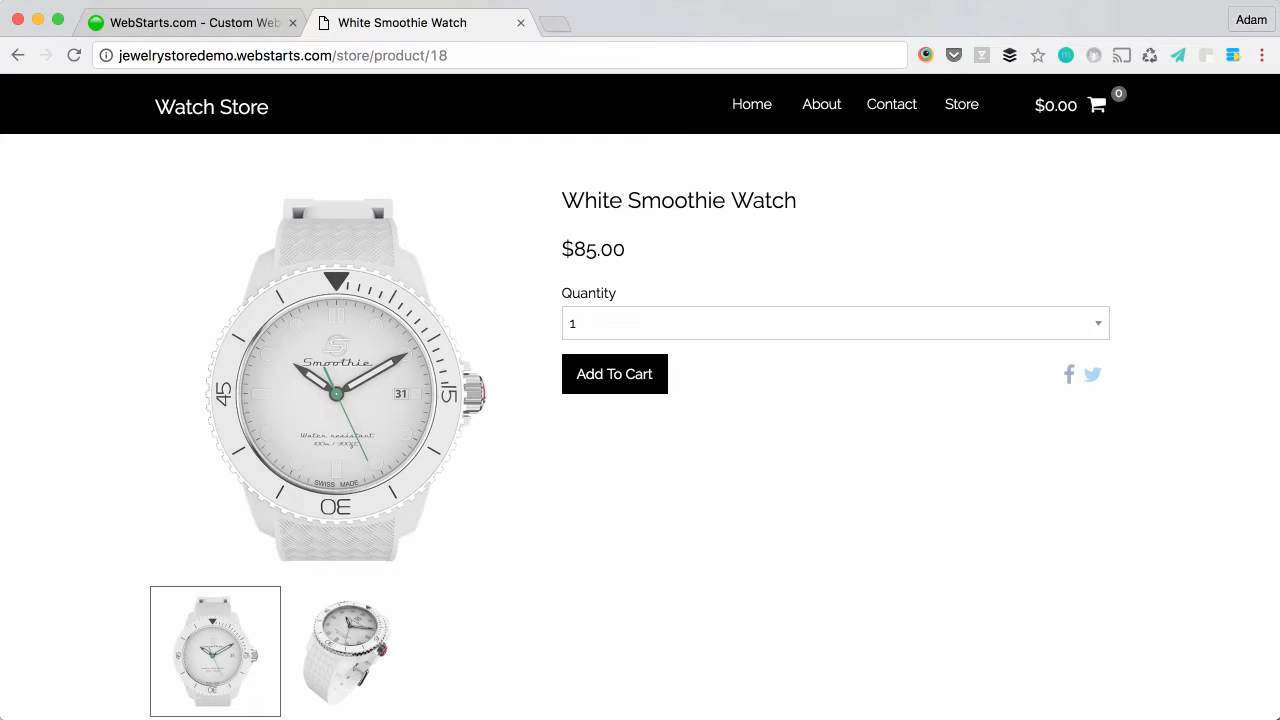 WebStarts.com - Custom Web
White Smoothie Watch
Adam
jewelrystoredemo.webstarts.com/store/product/18
Watch Store
Home
About
Contact
Store
$0.00
0
White Smoothie Watch
$85.00
Quantity
1
Add To Cart
Smoothie
45
15
31
Water resistant
SWISS MADE
30